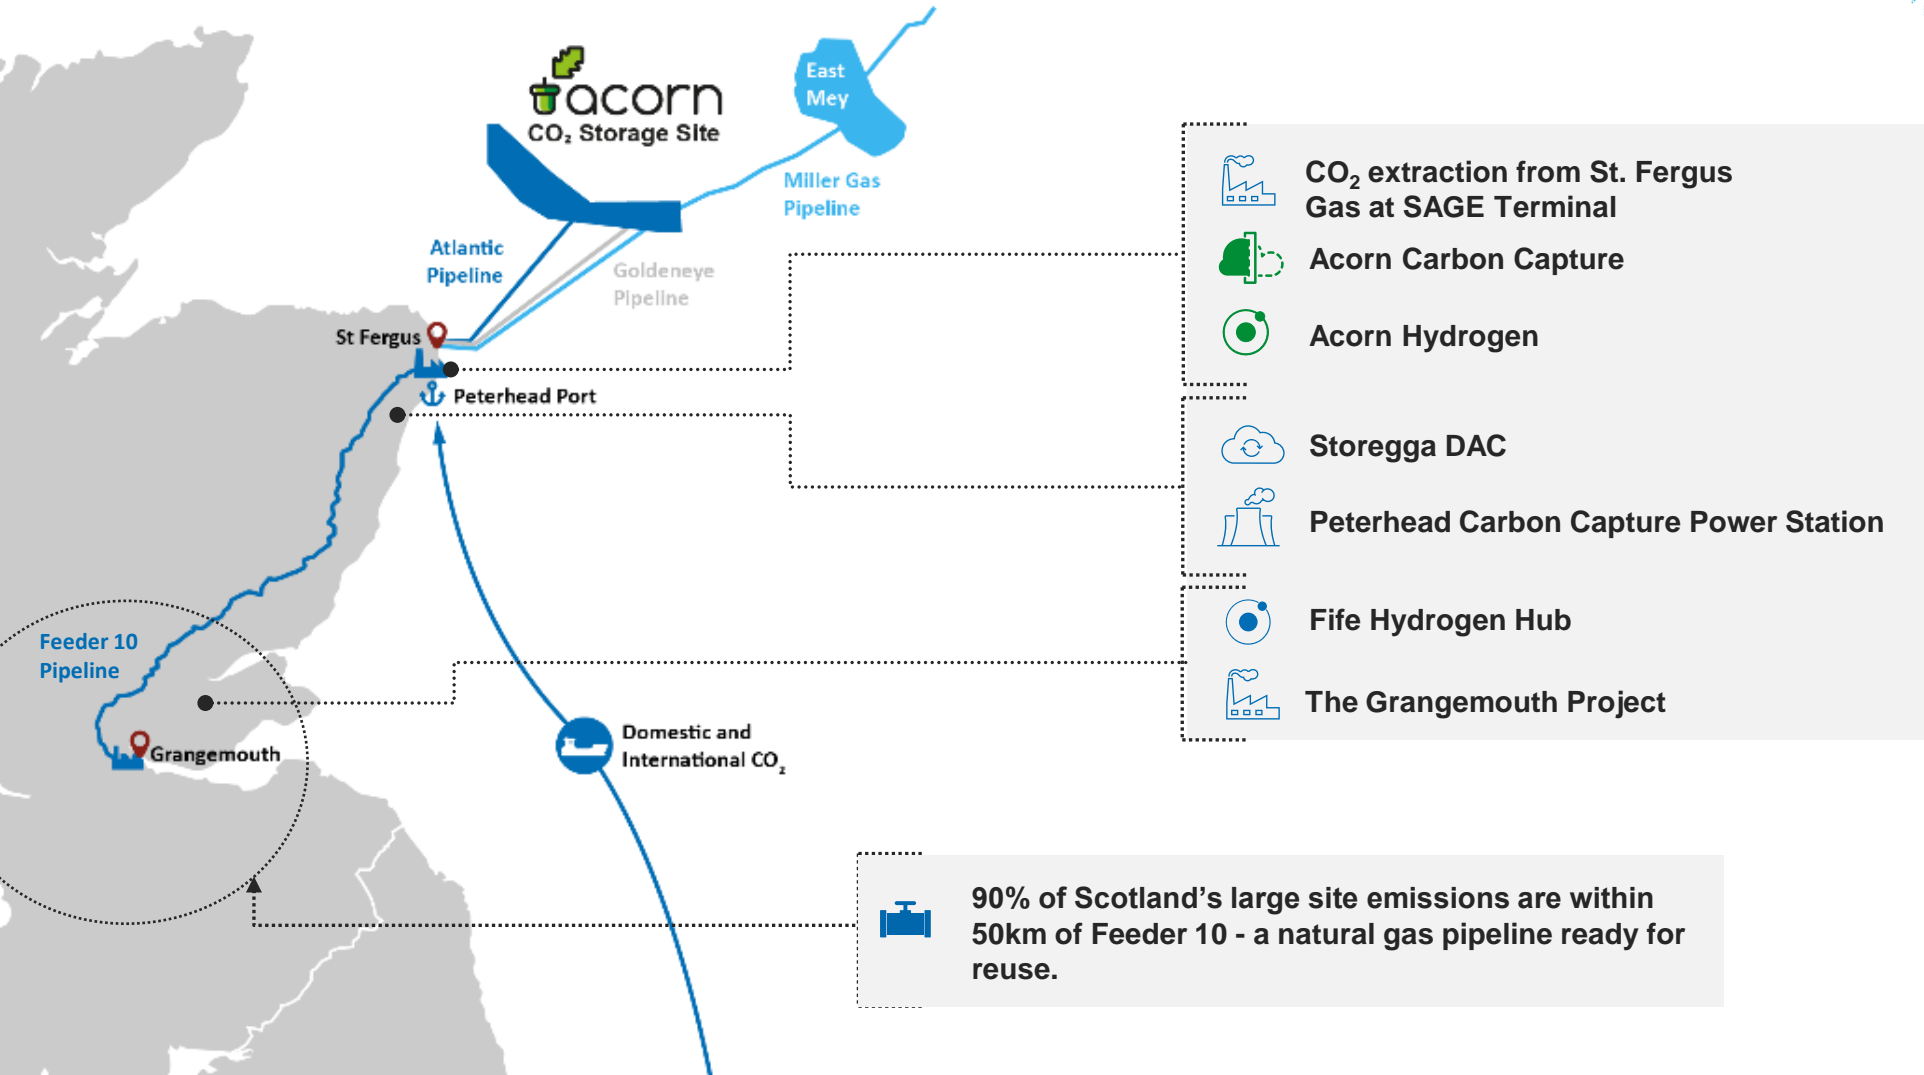 acorn
CO₂ Storage Site
East
Mey
Miller Gas
Pipeline
Atlantic
Pipeline
Goldeneye
Pipeline
St Fergus
Peterhead Port
Feeder 10
Pipeline
Grangemouth
Domestic and
International CO₂
CO₂ extraction from St. Fergus
Gas at SAGE Terminal
Acorn Carbon Capture
Acorn Hydrogen
Storegga DAC
Peterhead Carbon Capture Power Station
Fife Hydrogen Hub
The Grangemouth Project
90% of Scotland’s large site emissions are within
50km of Feeder 10 - a natural gas pipeline ready for
reuse.